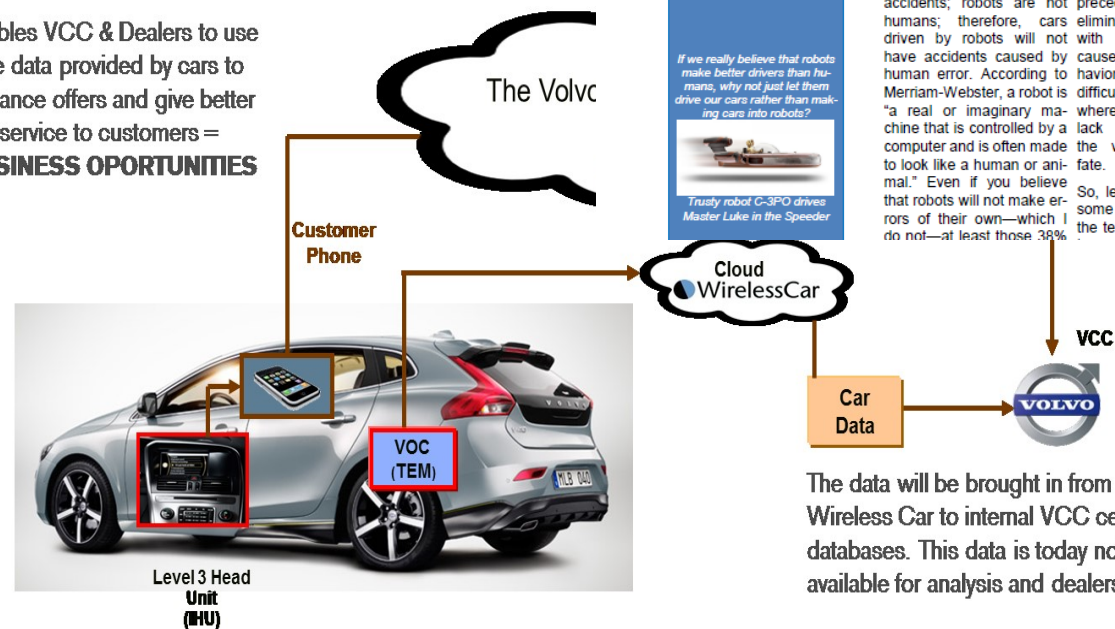 bles VCC & Dealers to use
e data provided by cars to
ance offers and give better
service to customers =
SINESS OPORTUNITIES
The Volvo
If we really believe that robots
make better drivers than hu-
mans, why not just let them
drive our cars rather than mak-
ing cars into robots?
Trusty robot C-3PO drives
Master Luke in the Speeder
accidents; robots are not
humans; therefore, cars
driven by robots will not
have accidents caused by
human error. According to
Merriam-Webster, a robot is
"a real or imaginary ma-
chine that is controlled by a
computer and is often made
to look like a human or ani-
mal." Even if you believe
that robots will not make er-
rors of their own—which I
do not—at least those 38%
preced
elimin
with
cause
havior
difficu
where
lack
the v
fate.
So, le
some
the te
Customer
Phone
Cloud
WirelessCar
VOC
(TEM)
MLB 040
Level 3 Head
Unit
(IHU)
Car
Data
VCC
VOLVO
The data will be brought in from
Wireless Car to internal VCC ce
databases. This data is today no
available for analysis and dealers